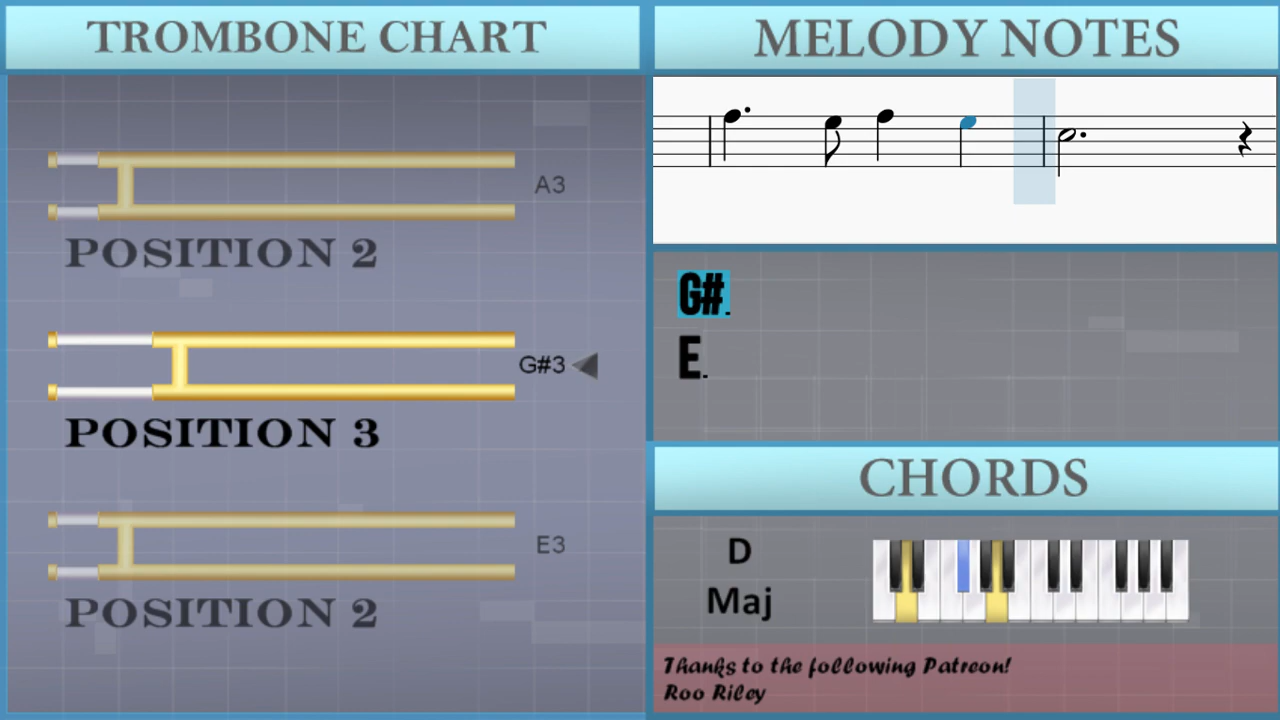 TROMBONE CHART
A3
POSITION 2
G#3
POSITION 3
E3
POSITION 2
MELODY NOTES
G#.
E.
CHORDS
D
Maj
Thanks to the following Patreon!
Roo Riley